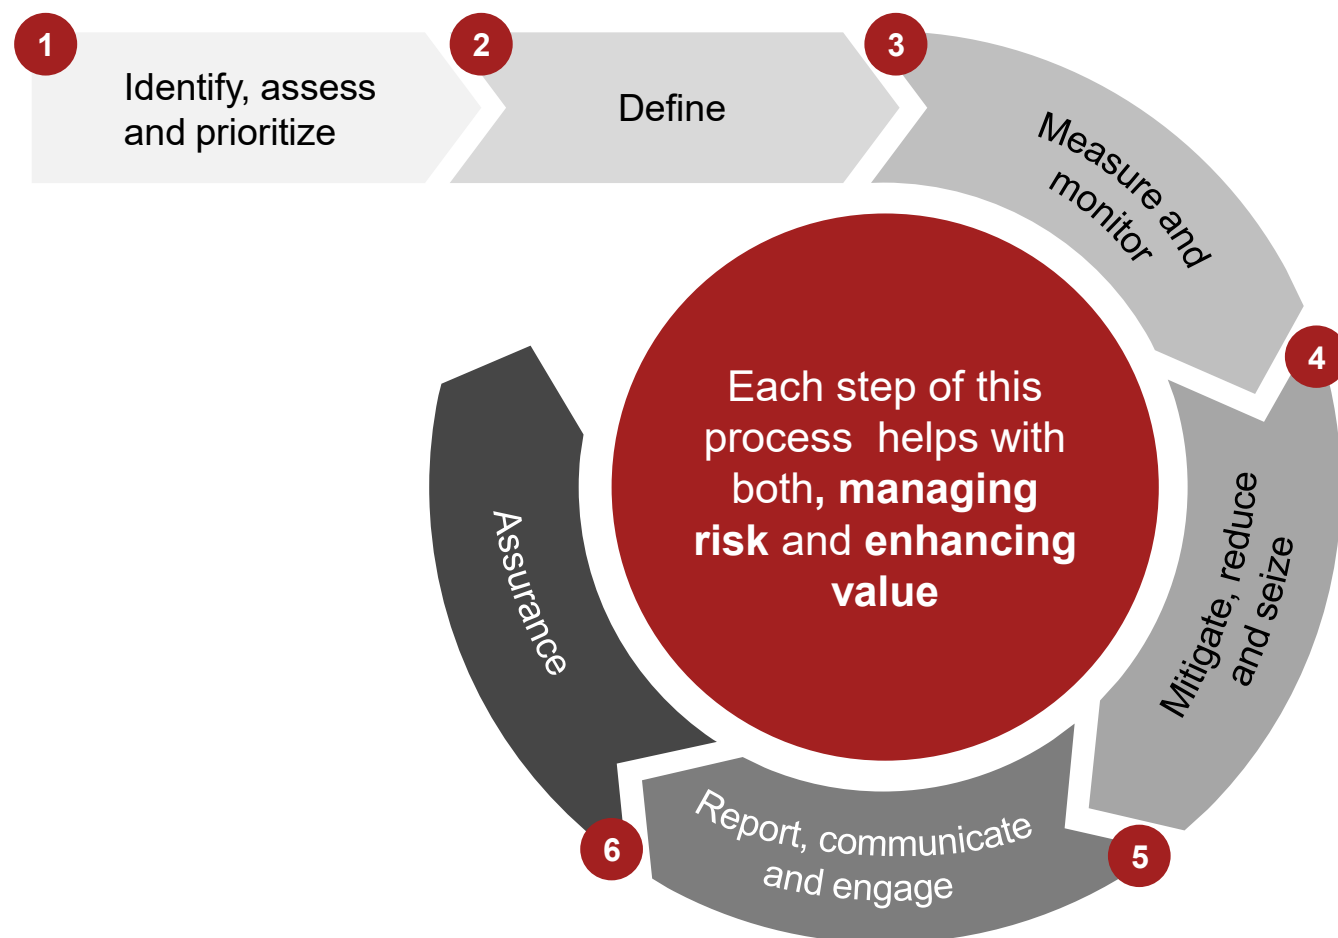 1
Identify, assess
and prioritize
2
Define
3
Measure and
monitor
4
Mitigate, reduce
and seize
5
Report, communicate
and engage
6
Assurance
Each step of this
process  helps with
both, managing
risk and enhancing
value